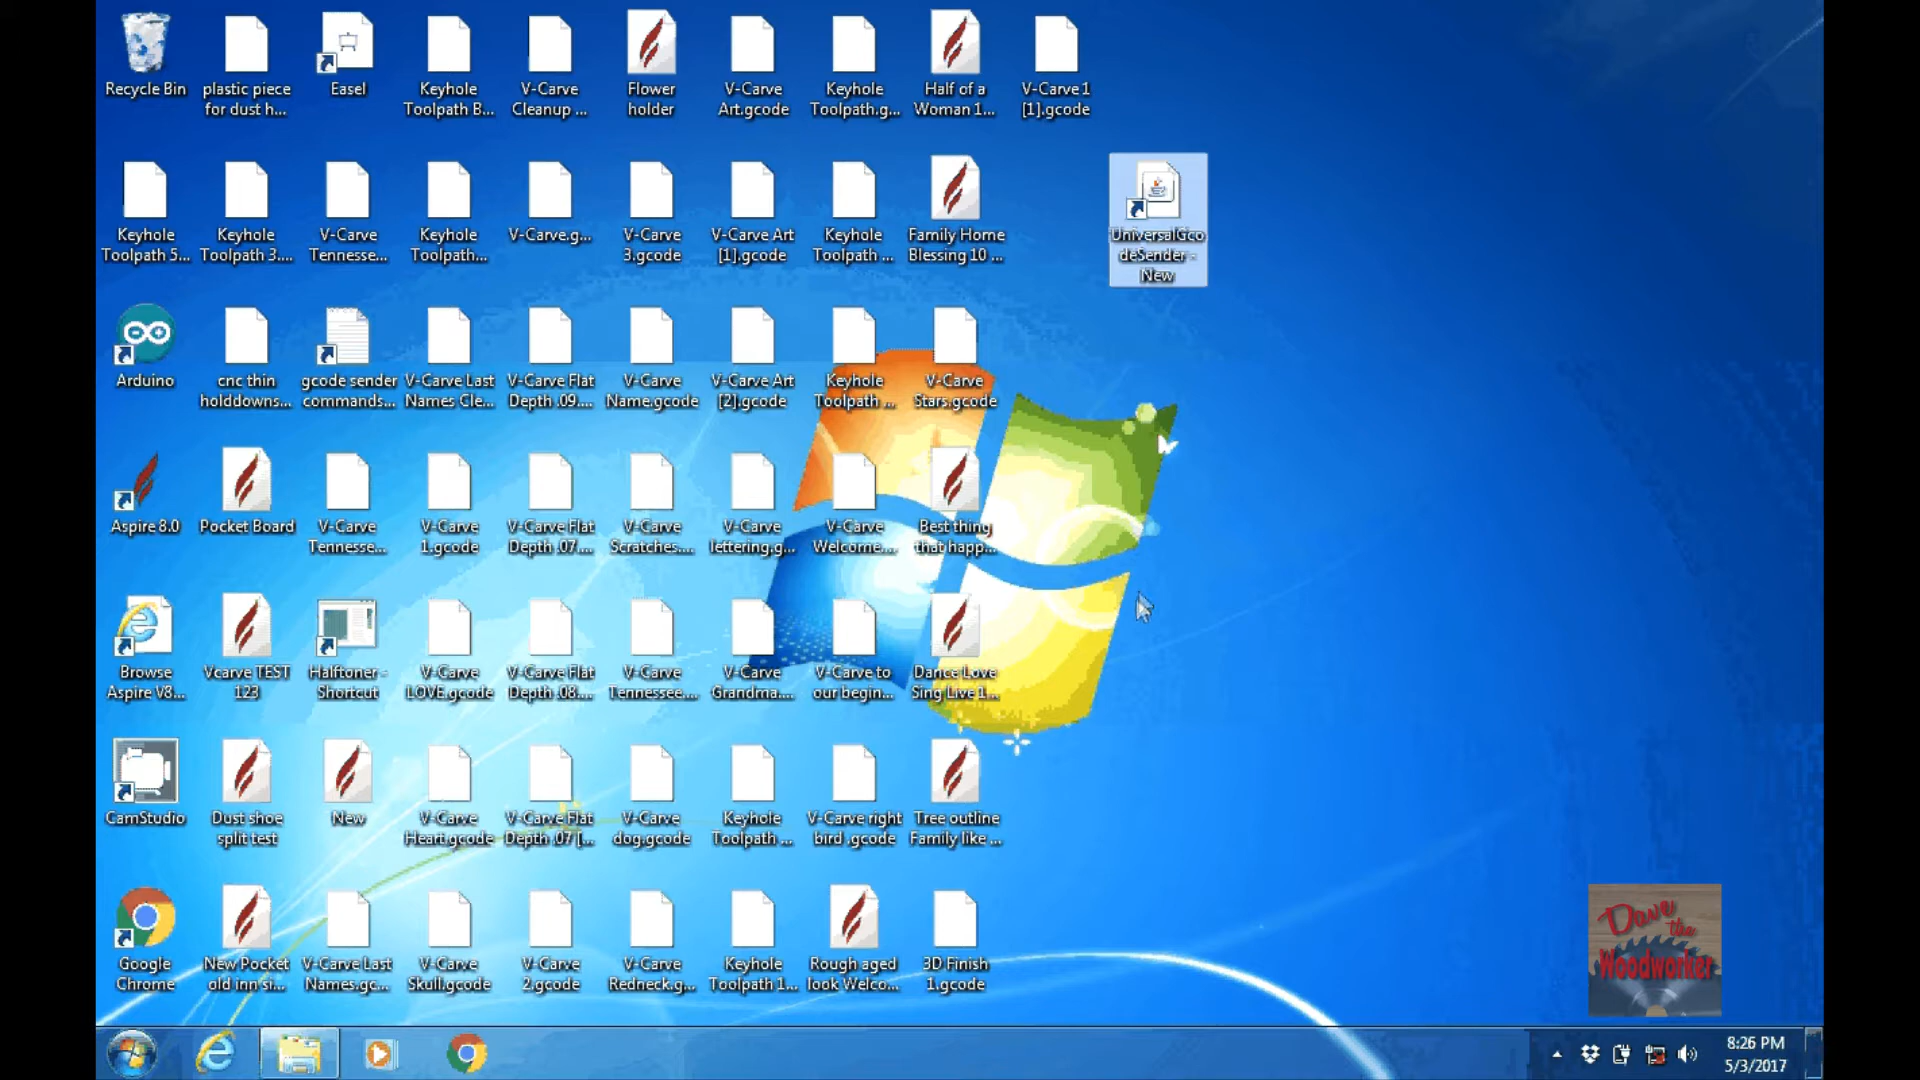 Recycle Bin
plastic piece
for dust h...
Easel
Keyhole
Toolpath B...
V-Carve
Cleanup ...
Flower
holder
V-Carve
Art.gcode
Keyhole
Toolpath.g...
Half of a
Woman 1...
V-Carve 1
[1].gcode
Keyhole
Toolpath 5...
Keyhole
Toolpath 3....
V-Carve
Tennesse...
Keyhole
Toolpath...
V-Carve.g...
V-Carve
3.gcode
V-Carve Art
[1].gcode
Keyhole
Toolpath ...
Family Home
Blessing 10 ...
UniversalGco
deSender -
New
Arduino
cnc thin
holddowns...
gcode sender
commands...
V-Carve Last
Names Cle...
V-Carve Flat
Depth .09....
V-Carve
Name.gcode
V-Carve Art
[2].gcode
Keyhole
Toolpath ...
V-Carve
Stars.gcode
Aspire 8.0
Pocket Board
V-Carve
Tennesse...
V-Carve
1.gcode
V-Carve Flat
Depth .07....
V-Carve
Scratches....
V-Carve
lettering.g...
V-Carve
Welcome....
Best thing
that happ...
Browse
Aspire V8...
Vcarve TEST
123
Halftoner -
Shortcut
V-Carve
LOVE.gcode
V-Carve Flat
Depth .08....
V-Carve
Tennessee....
V-Carve
Grandma....
V-Carve to
our begin...
Dance Love
Sing Live 1...
CamStudio
Dust shoe
split test
New
V-Carve
Heart.gcode
V-Carve Flat
Depth .07 [...
V-Carve
dog.gcode
Keyhole
Toolpath ...
V-Carve right
bird .gcode
Tree outline
Family like ...
Google
Chrome
New Pocket
old inn si...
V-Carve Last
Names.gc...
V-Carve
Skull.gcode
V-Carve
2.gcode
V-Carve
Redneck.g...
Keyhole
Toolpath 1...
Rough aged
look Welco...
3D Finish
1.gcode
Dave
the
Woodworker
8:26 PM
5/3/2017